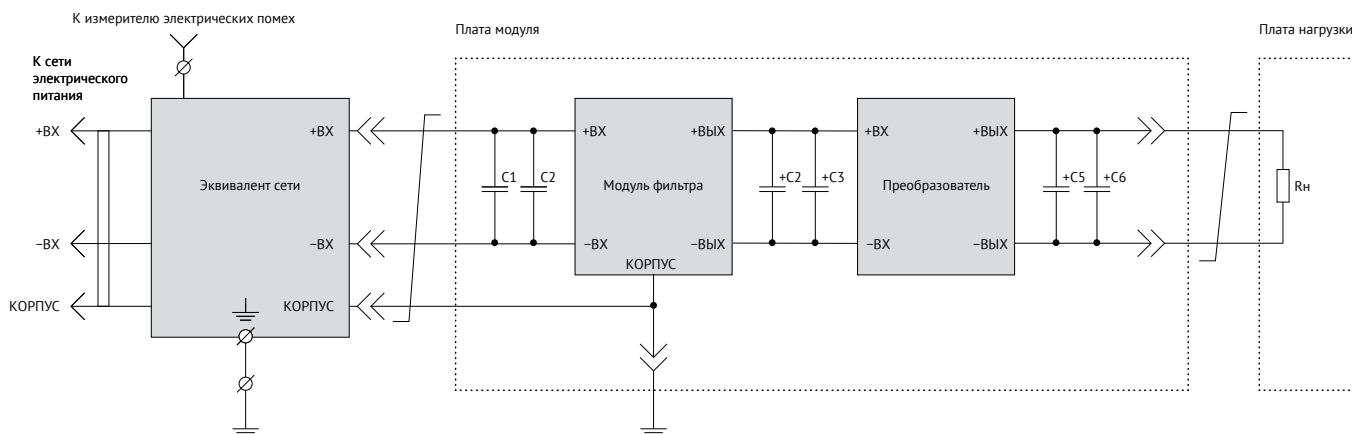 К измерителю электрических помех
Плата модуля
Плата нагрузки
К сети
электрического
питания
+ВХ
+ВХ
+ВХ
+ВЫХ
+ВХ
+ВЫХ
Эквивалент сети
C1
C2
Модуль фильтра
+C2
+C3
Преобразователь
+C5
+C6
Rн
−ВХ
−ВХ
−ВХ
−ВЫХ
−ВХ
−ВЫХ
КОРПУС
КОРПУС
КОРПУС